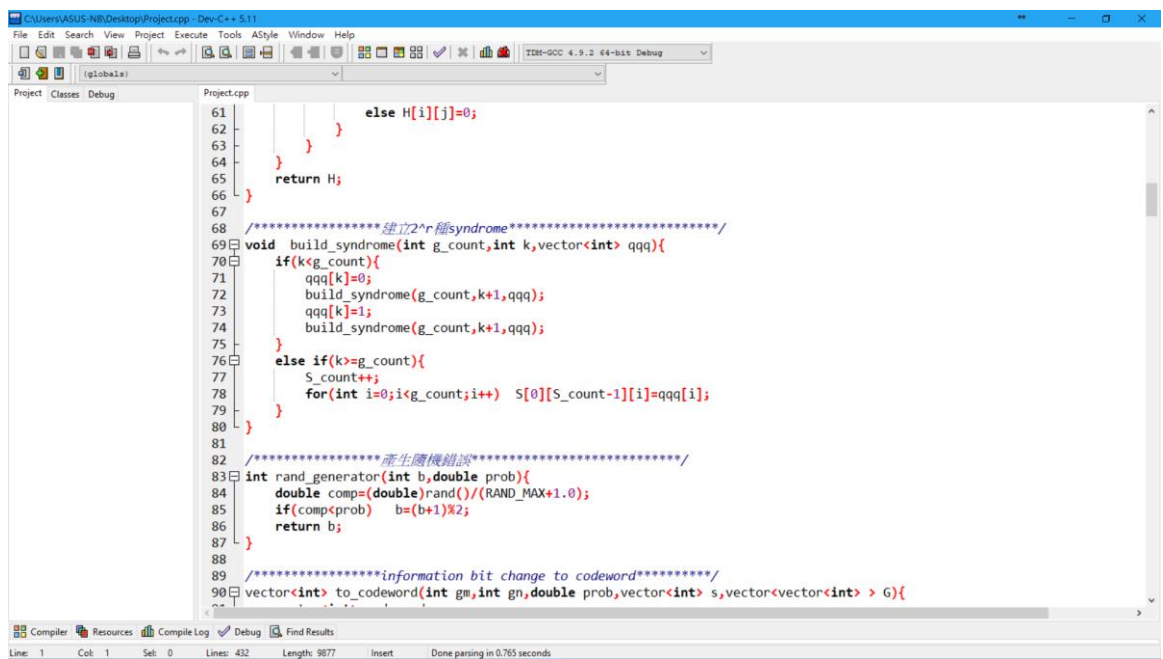 C:\Users\ASUS-NB\Desktop\Project.cpp - Dev-C++ 5.11
File Edit Search View Project Execute Tools AStyle Window Help
TDM-GCC 4.9.2 64-bit Debug
(globals)
Project Classes Debug
Project.cpp
61 else H[i][j]=0;
62 }
63 }
64 }
65 return H;
66 }
67
68 /*****************建立2^r種syndrome****************************/
69 void build_syndrome(int g_count,int k,vector<int> qqq){
70 if(k<g_count){
71 qqq[k]=0;
72 build_syndrome(g_count,k+1,qqq);
73 qqq[k]=1;
74 build_syndrome(g_count,k+1,qqq);
75 }
76 else if(k>=g_count){
77 S_count++;
78 for(int i=0;i<g_count;i++) S[0][S_count-1][i]=qqq[i];
79 }
80 }
81
82 /*****************產生隨機錯誤****************************/
83 int rand_generator(int b,double prob){
84 double comp=(double)rand()/(RAND_MAX+1.0);
85 if(comp<prob) b=(b+1)%2;
86 return b;
87 }
88
89 /*****************information bit change to codeword**********/
90 vector<int> to_codeword(int gm,int gn,double prob,vector<int> s,vector<vector<int> > G){
Compiler Resources Compile Log Debug Find Results
Line: 1 Col: 1 Sel: 0 Lines: 432 Length: 9877 Insert Done parsing in 0.765 seconds